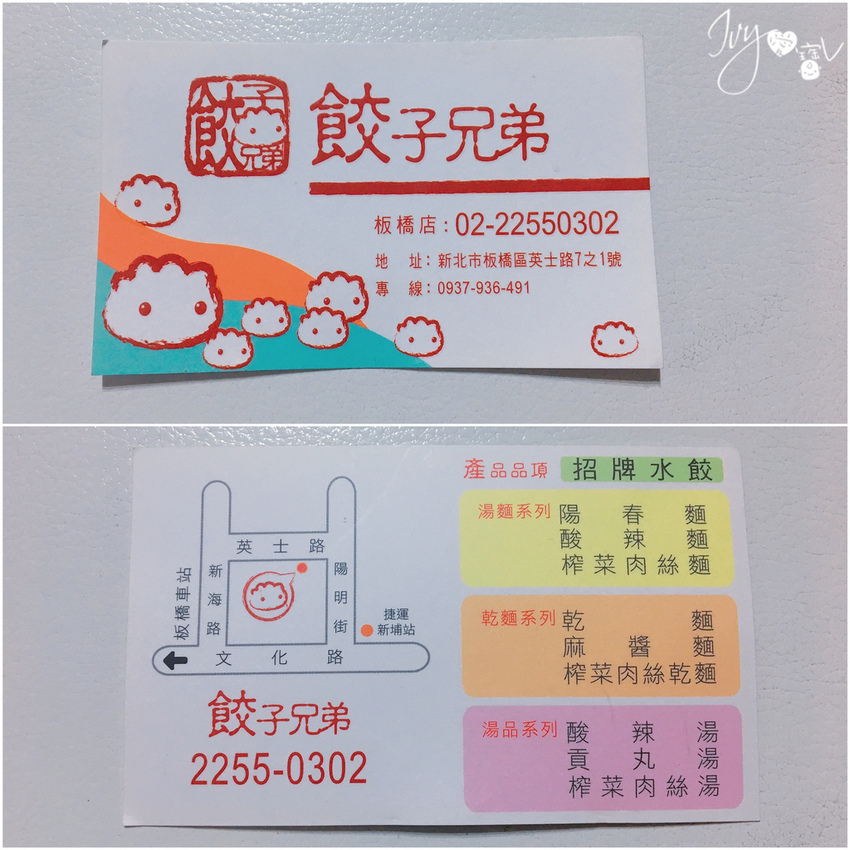 Ivy
餃子兄弟
餃子兄弟
板橋店：02-22550302
地　址：新北市板橋區英士路7之1號
專　線：0937-936-491
英士路
板橋車站
新海路
陽明街
捷運
新埔站
文化路
餃子兄弟
2255-0302
產品品項 招牌水餃
湯麵系列 陽春麵
酸辣麵
榨菜肉絲麵
乾麵系列 乾麵
麻醬麵
榨菜肉絲乾麵
湯品系列 酸辣湯
貢丸湯
榨菜肉絲湯